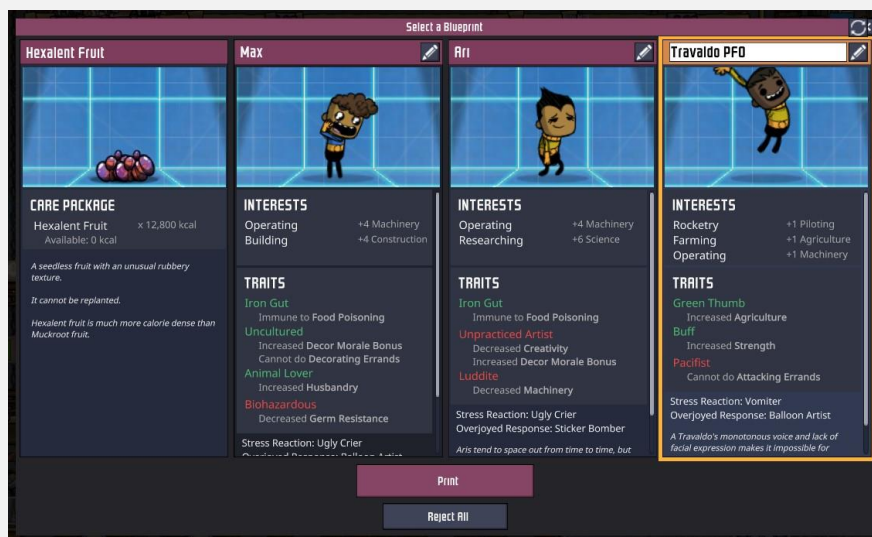 Select a Blueprint
Hexalent Fruit
CARE PACKAGE
Hexalent Fruit x 12,800 kcal
Available: 0 kcal
A seedless fruit with an unusual rubbery
texture.
It cannot be replanted.
Hexalent fruit is much more calorie dense than
Muckroot fruit.
Max
INTERESTS
Operating +4 Machinery
Building +4 Construction
TRAITS
Iron Gut
Immune to Food Poisoning
Uncultured
Increased Decor Morale Bonus
Cannot do Decorating Errands
Animal Lover
Increased Husbandry
Biohazardous
Decreased Germ Resistance
Stress Reaction: Ugly Crier
Overjoyed Response: Balloon Artist
Ari
INTERESTS
Operating +4 Machinery
Researching +6 Science
TRAITS
Iron Gut
Immune to Food Poisoning
Unpracticed Artist
Decreased Creativity
Increased Decor Morale Bonus
Luddite
Decreased Machinery
Stress Reaction: Ugly Crier
Overjoyed Response: Sticker Bomber
Aris tend to space out from time to time, but
Travaldo PFD
INTERESTS
Rocketry +1 Piloting
Farming +1 Agriculture
Operating +1 Machinery
TRAITS
Green Thumb
Increased Agriculture
Buff
Increased Strength
Pacifist
Cannot do Attacking Errands
Stress Reaction: Vomiter
Overjoyed Response: Balloon Artist
A Travaldo's monotonous voice and lack of
facial expression makes it impossible for
Print
Reject All